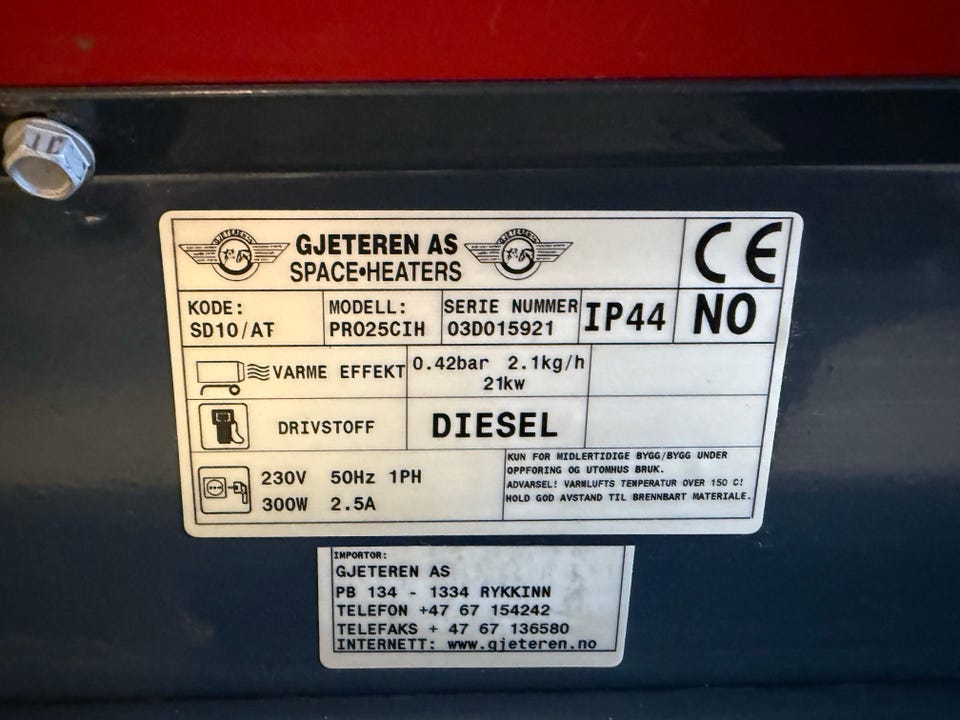 GJETEREN AS
SPACE•HEATERS
CE
KODE:
SD10/AT
MODELL:
PRO25CIH
SERIE NUMMER
03D015921
IP44
NO
VARME EFFEKT
0.42bar 2.1kg/h
21kw
DRIVSTOFF
DIESEL
230V 50Hz 1PH
300W 2.5A
KUN FOR MIDLERTIDIGE BYGG/BYGG UNDER
OPPFORING OG UTOMHUS BRUK.
ADVARSEL! VARMLUFTS TEMPERATUR OVER 150 C!
HOLD GOD AVSTAND TIL BRENNBART MATERIALE.
IMPORTOR:
GJETEREN AS
PB 134 - 1334 RYKKINN
TELEFON +47 67 154242
TELEFAKS + 47 67 136580
INTERNETT: www.gjeteren.no